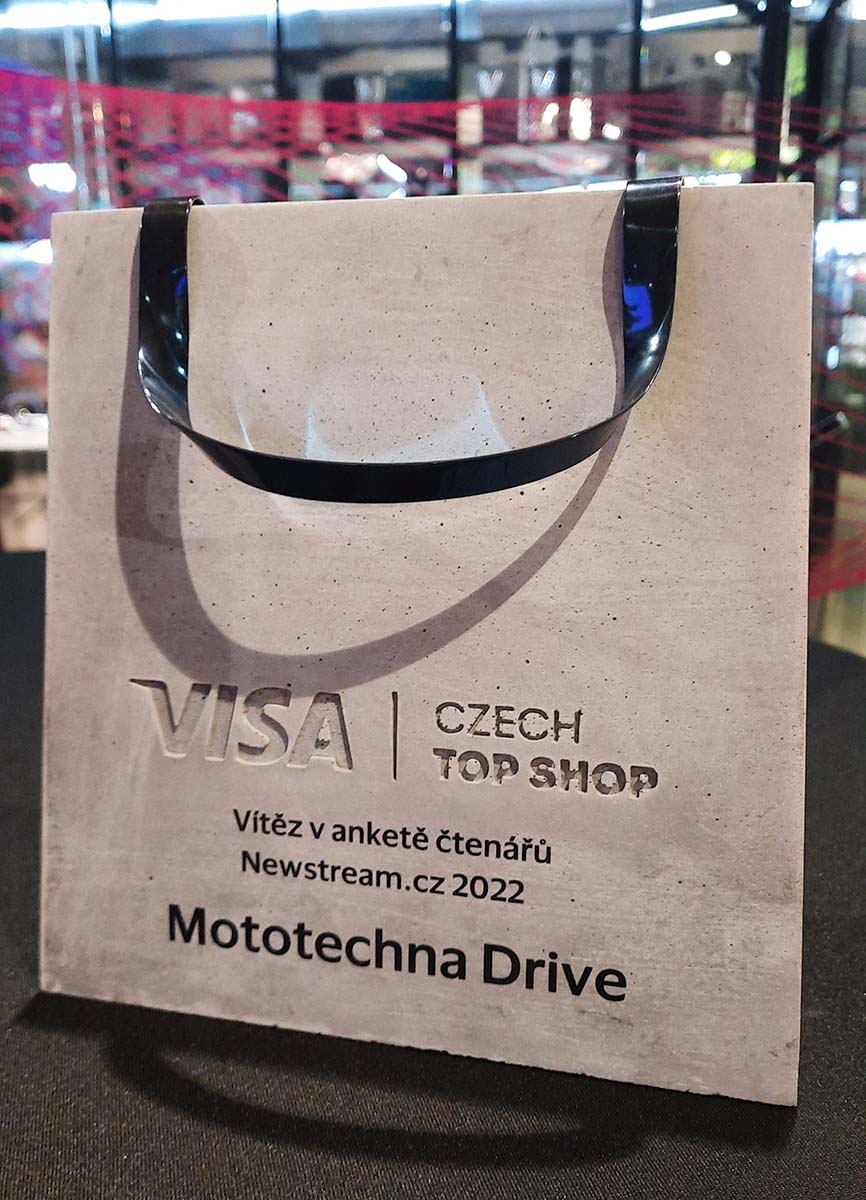 VISA | CZECH
TOP SHOP
Vítěz v anketě čtenářů
Newstream.cz 2022
Mototechna Drive